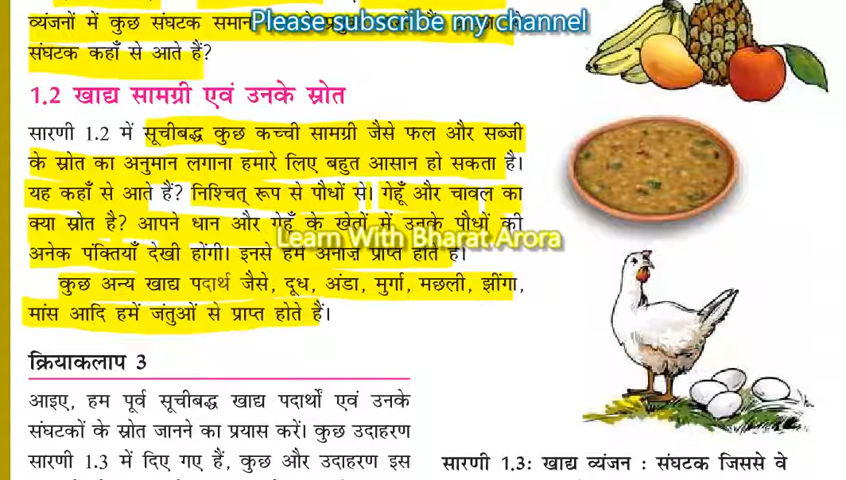 व्यंजनों में कुछ संघटक समान
Please subscribe my channel
संघटक कहाँ से आते हैं?
1.2 खाद्य सामग्री एवं उनके स्रोत
सारणी 1.2 में सूचीबद्ध कुछ कच्ची सामग्री जैसे फल और सब्जी
के स्रोत का अनुमान लगाना हमारे लिए बहुत आसान हो सकता है।
यह कहाँ से आते हैं? निश्चित् रूप से पौधों से। गेहूँ और चावल का
क्या स्रोत है? आपने धान और गेहूँ के खेतों में उनके पौधों की
Learn With Bharat Arora
अनेक पंक्तियाँ देखी होंगी। इनसे हमें अनाज प्राप्त होते हैं।
कुछ अन्य खाद्य पदार्थ जैसे, दूध, अंडा, मुर्गा, मछली, झींगा,
मांस आदि हमें जंतुओं से प्राप्त होते हैं।
क्रियाकलाप 3
आइए, हम पूर्व सूचीबद्ध खाद्य पदार्थों एवं उनके
संघटकों के स्रोत जानने का प्रयास करें। कुछ उदाहरण
सारणी 1.3 में दिए गए हैं, कुछ और उदाहरण इस
सारणी 1.3: खाद्य व्यंजन : संघटक जिससे वे